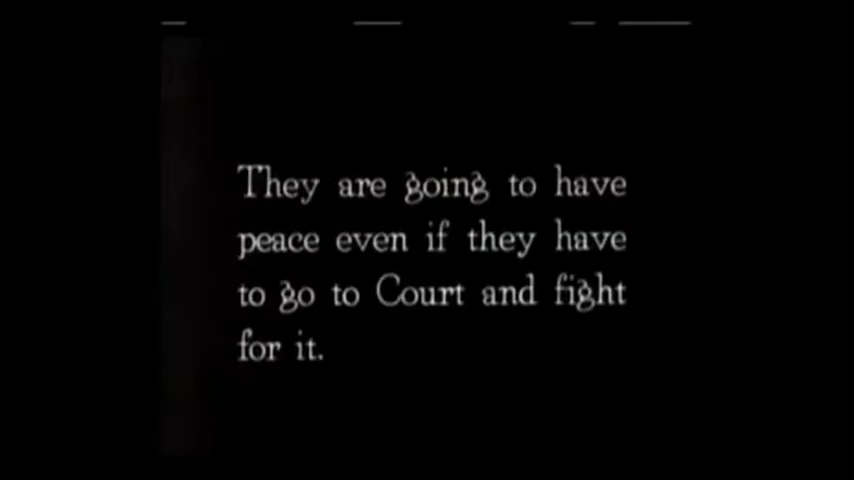 They are going to have
peace even if they have
to go to Court and fight
for it.